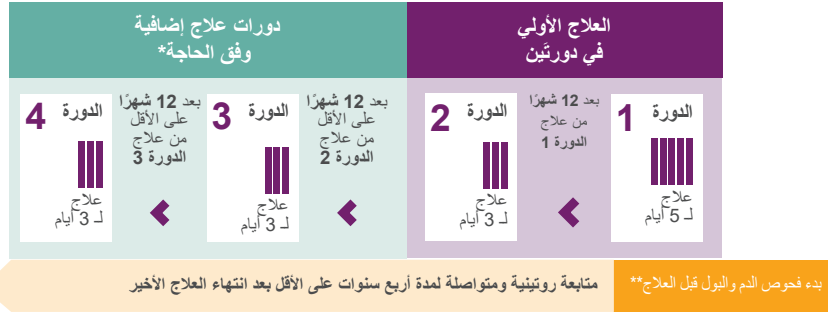 العلاج الأولي
في دورتَين
دورات علاج إضافية
وفق الحاجة*
الدورة 1
علاج
لـ 5 أيام
بعد 12 شهرًا
من علاج
الدورة 1
الدورة 2
علاج
لـ 3 أيام
بعد 12 شهرًا
على الأقل
من علاج
الدورة 2
الدورة 3
علاج
لـ 3 أيام
بعد 12 شهرًا
على الأقل
من علاج
الدورة 3
الدورة 4
علاج
لـ 3 أيام
بدء فحوص الدم والبول قبل العلاج**
متابعة روتينية ومتواصلة لمدة أربع سنوات على الأقل بعد انتهاء العلاج الأخير